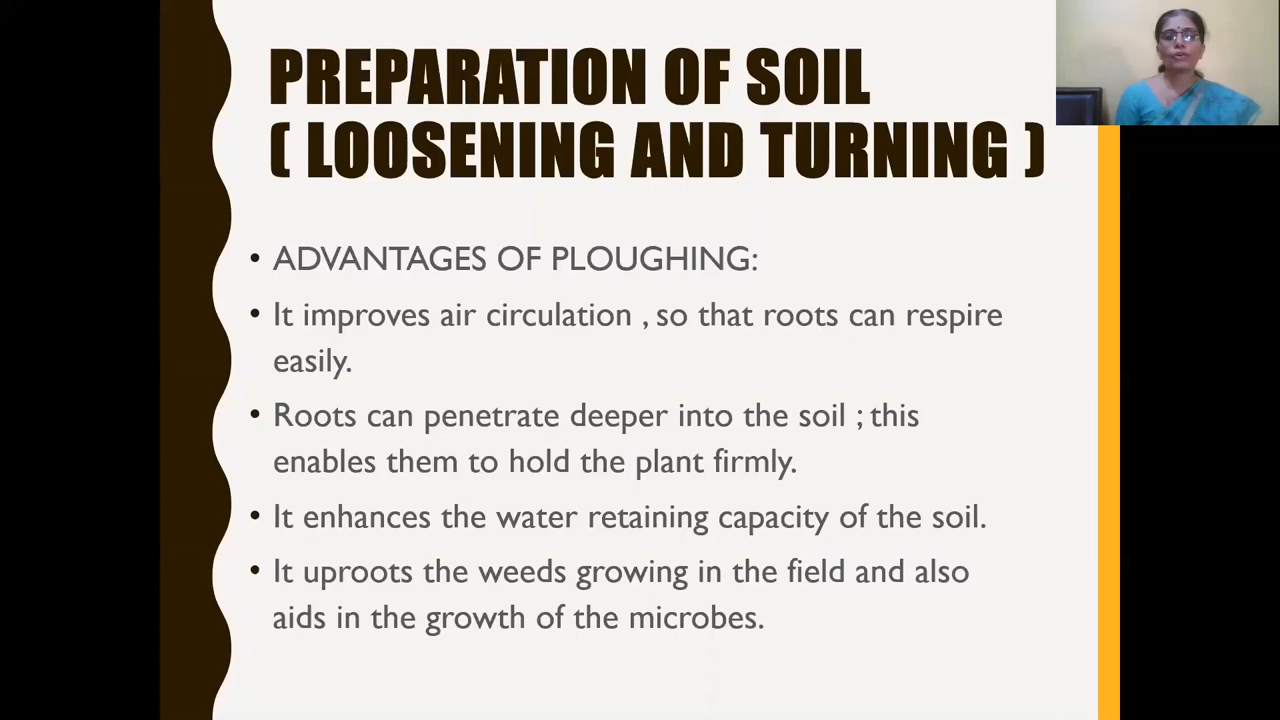 PREPARATION OF SOIL
( LOOSENING AND TURNING )
• ADVANTAGES OF PLOUGHING:
• It improves air circulation , so that roots can respire
easily.
• Roots can penetrate deeper into the soil ; this
enables them to hold the plant firmly.
• It enhances the water retaining capacity of the soil.
• It uproots the weeds growing in the field and also
aids in the growth of the microbes.